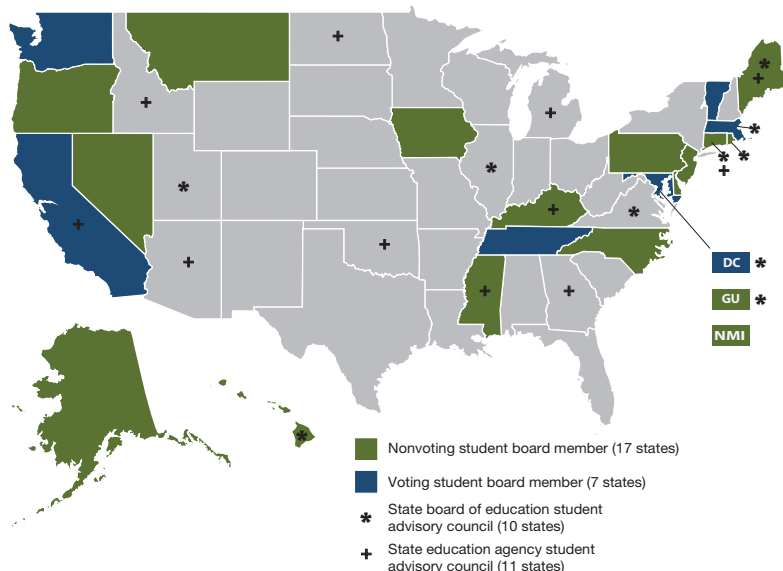 DC *
GU *
NMI
Nonvoting student board member (17 states)
Voting student board member (7 states)
* State board of education student
advisory council (10 states)
+ State education agency student
advisory council (11 states)